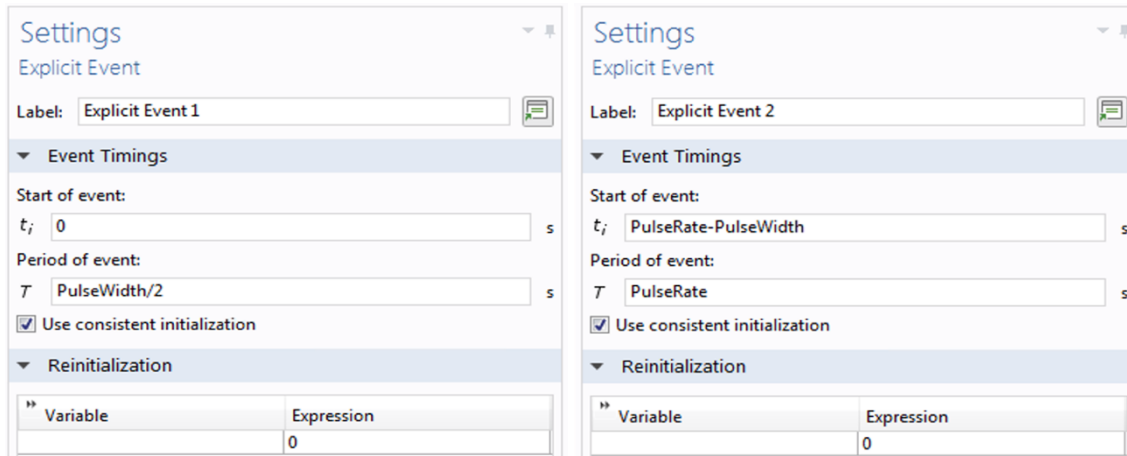 Settings
Explicit Event
Label: Explicit Event 1
Event Timings
Start of event:
ti 0 s
Period of event:
T PulseWidth/2 s
Use consistent initialization
Reinitialization
Variable Expression
0
Settings
Explicit Event
Label: Explicit Event 2
Event Timings
Start of event:
ti PulseRate-PulseWidth s
Period of event:
T PulseRate s
Use consistent initialization
Reinitialization
Variable Expression
0